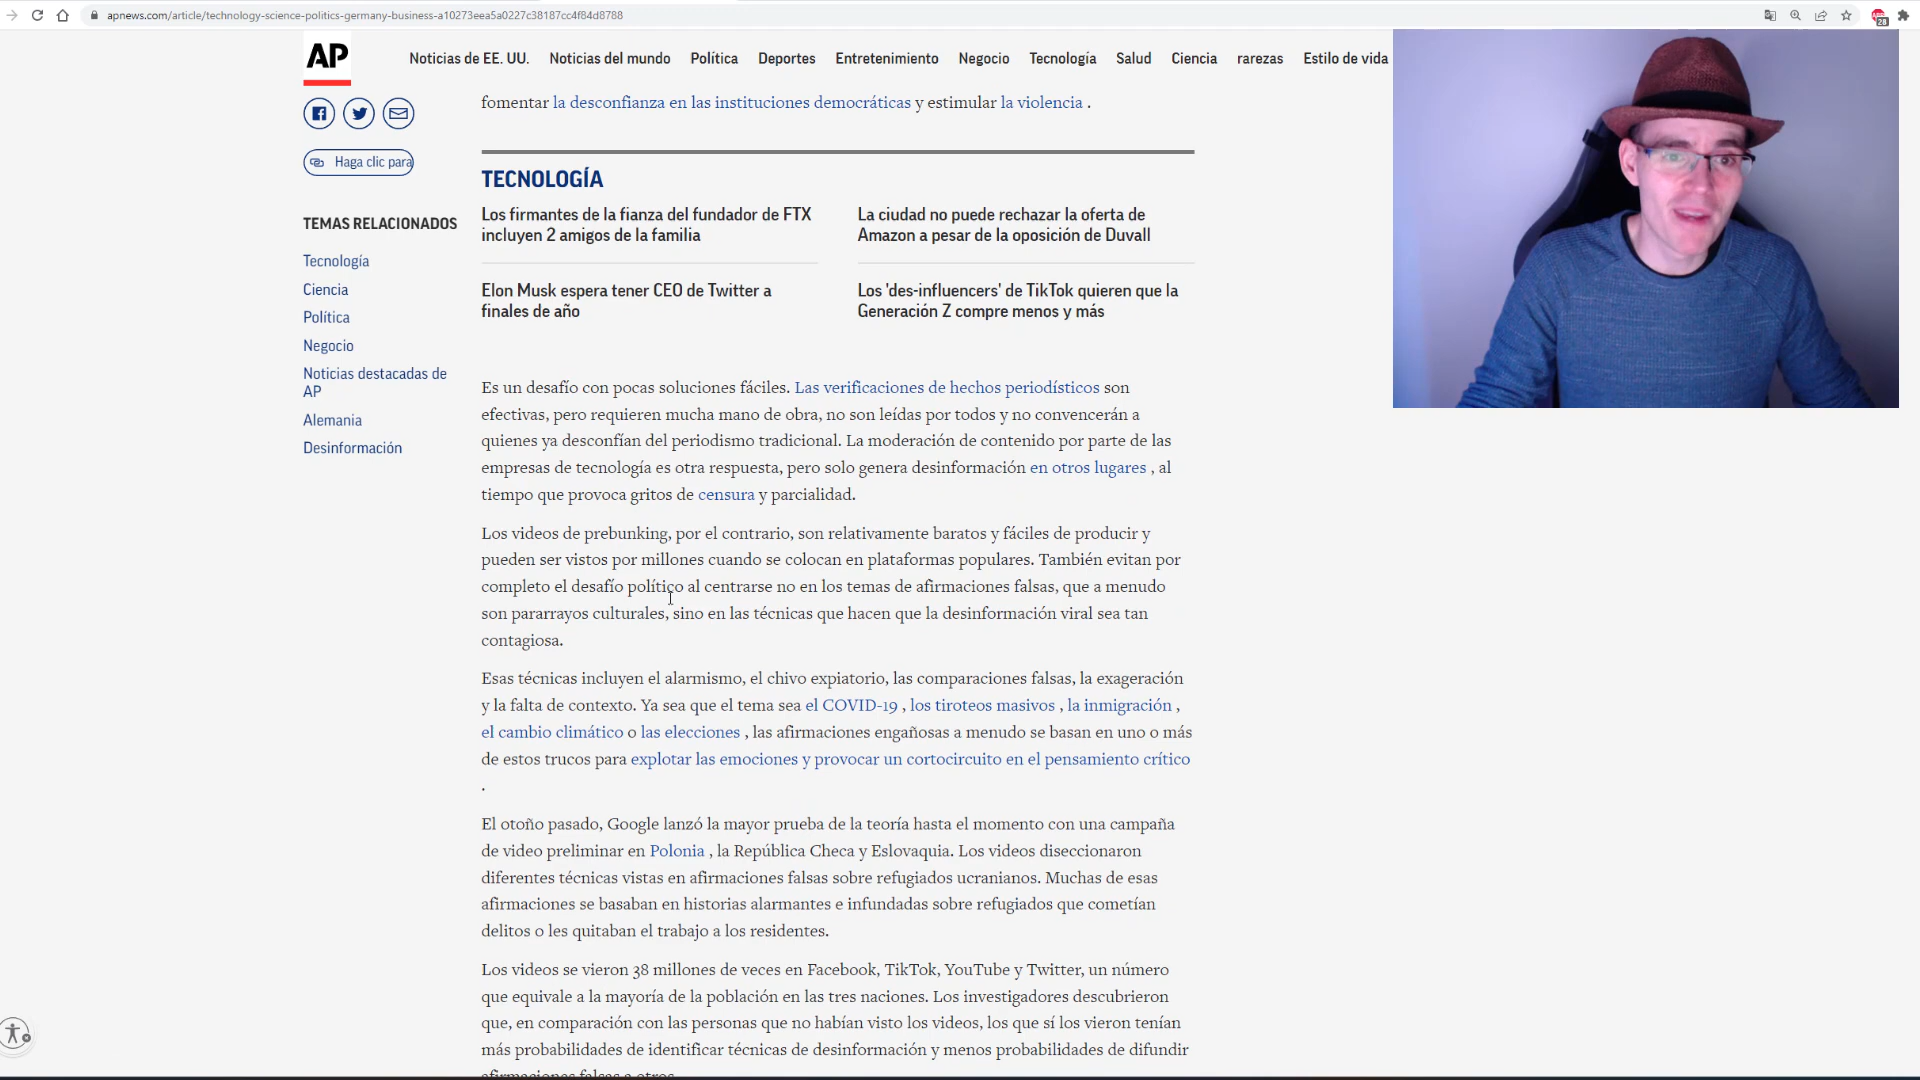 apnews.com/article/technology-science-politics-germany-business-a10273eea5a0227c38187cc4f84d8788
28
AP
Noticias de EE. UU. Noticias del mundo Política Deportes Entretenimiento Negocio Tecnología Salud Ciencia rarezas Estilo de vida
fomentar la desconfianza en las instituciones democráticas y estimular la violencia .
Haga clic para
TEMAS RELACIONADOS
Tecnología
Ciencia
Política
Negocio
Noticias destacadas de
AP
Alemania
Desinformación
TECNOLOGÍA
Los firmantes de la fianza del fundador de FTX
incluyen 2 amigos de la familia
La ciudad no puede rechazar la oferta de
Amazon a pesar de la oposición de Duvall
Elon Musk espera tener CEO de Twitter a
finales de año
Los 'des-influencers' de TikTok quieren que la
Generación Z compre menos y más
Es un desafío con pocas soluciones fáciles. Las verificaciones de hechos periodísticos son
efectivas, pero requieren mucha mano de obra, no son leídas por todos y no convencerán a
quienes ya desconfían del periodismo tradicional. La moderación de contenido por parte de las
empresas de tecnología es otra respuesta, pero solo genera desinformación en otros lugares , al
tiempo que provoca gritos de censura y parcialidad.
Los videos de prebunking, por el contrario, son relativamente baratos y fáciles de producir y
pueden ser vistos por millones cuando se colocan en plataformas populares. También evitan por
completo el desafío político al centrarse no en los temas de afirmaciones falsas, que a menudo
son pararrayos culturales, sino en las técnicas que hacen que la desinformación viral sea tan
contagiosa.
Esas técnicas incluyen el alarmismo, el chivo expiatorio, las comparaciones falsas, la exageración
y la falta de contexto. Ya sea que el tema sea el COVID-19 , los tiroteos masivos , la inmigración ,
el cambio climático o las elecciones , las afirmaciones engañosas a menudo se basan en uno o más
de estos trucos para explotar las emociones y provocar un cortocircuito en el pensamiento crítico
.
El otoño pasado, Google lanzó la mayor prueba de la teoría hasta el momento con una campaña
de video preliminar en Polonia , la República Checa y Eslovaquia. Los videos diseccionaron
diferentes técnicas vistas en afirmaciones falsas sobre refugiados ucranianos. Muchas de esas
afirmaciones se basaban en historias alarmantes e infundadas sobre refugiados que cometían
delitos o les quitaban el trabajo a los residentes.
Los videos se vieron 38 millones de veces en Facebook, TikTok, YouTube y Twitter, un número
que equivale a la mayoría de la población en las tres naciones. Los investigadores descubrieron
que, en comparación con las personas que no habían visto los videos, los que sí los vieron tenían
más probabilidades de identificar técnicas de desinformación y menos probabilidades de difundir
afirmaciones falsas a otros.